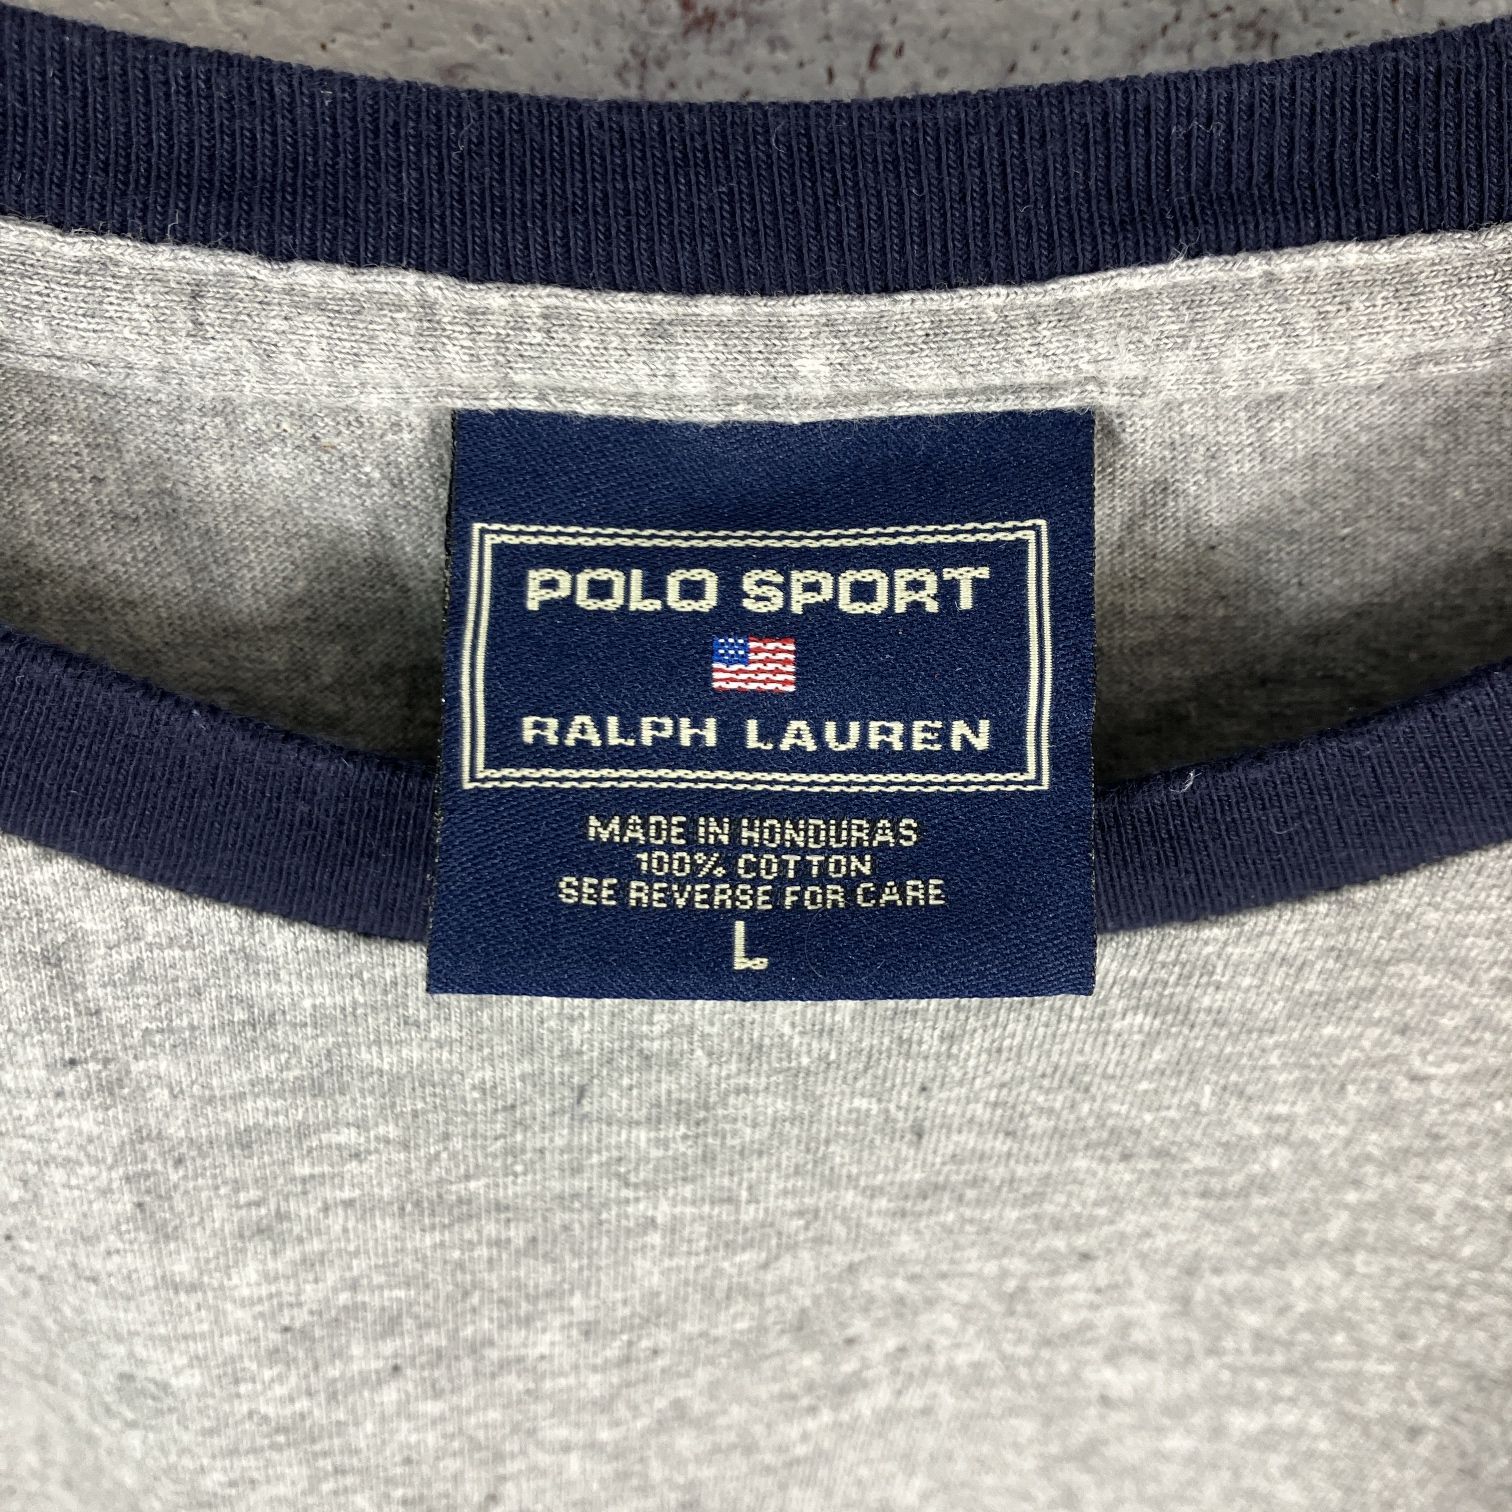 POLO SPORT
RALPH LAUREN
MADE IN HONDURAS
100% COTTON
SEE REVERSE FOR CARE
L